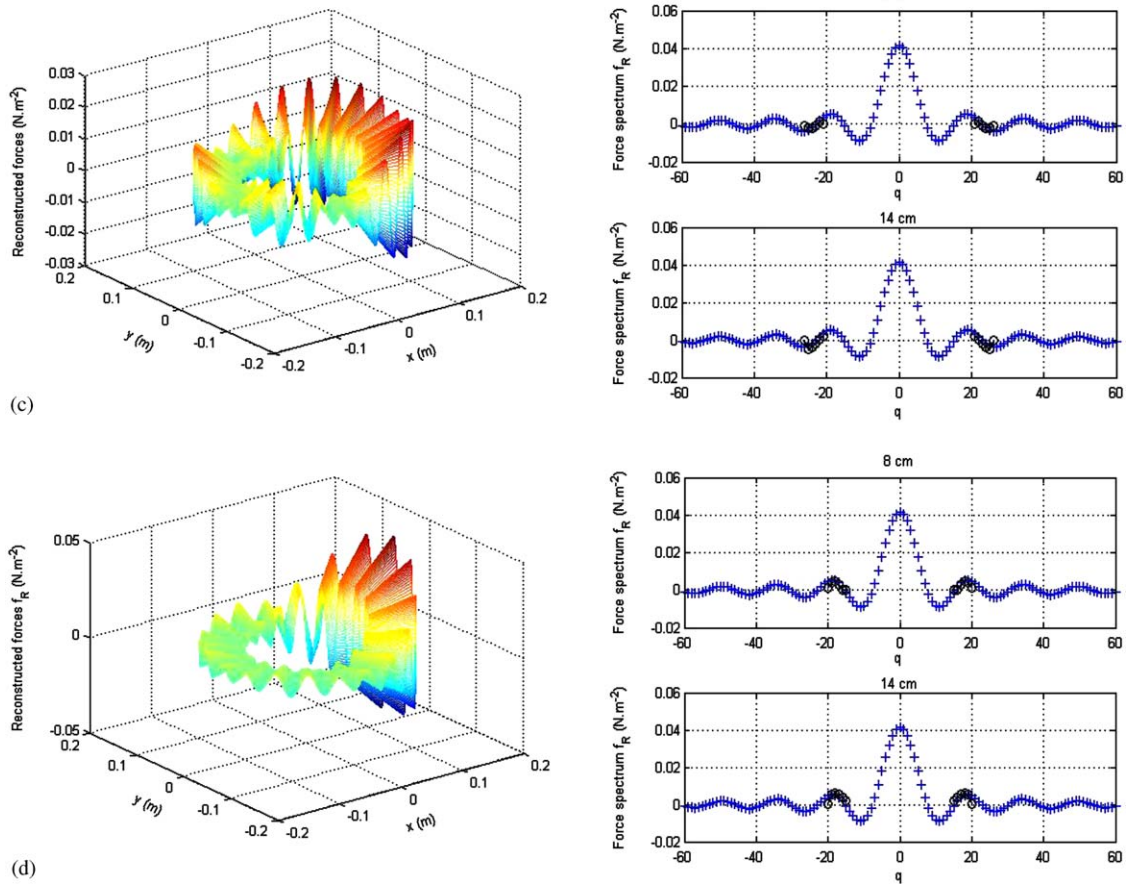 0.03
0.02
0.01
0
-0.01
-0.02
-0.03
Reconstructed forces (N.m-2)
0.2
0.1
0
-0.1
-0.2
y (m)
-0.2
-0.1
0
0.1
0.2
x (m)
(c)
0.06
0.04
0.02
0
-0.02
Force spectrum f_R (N.m-2)
-60 -40 -20 0 20 40 60
q
14 cm
0.06
0.04
0.02
0
-0.02
Force spectrum f_R (N.m-2)
-60 -40 -20 0 20 40 60
q
0.05
0
-0.05
Reconstructed forces f_R (N.m-2)
0.2
0.1
0
-0.1
-0.2
y (m)
-0.2
-0.1
0
0.1
0.2
x (m)
(d)
8 cm
0.06
0.04
0.02
0
-0.02
Force spectrum f_R (N.m-2)
-60 -40 -20 0 20 40 60
q
14 cm
0.06
0.04
0.02
0
-0.02
Force spectrum f_R (N.m-2)
-60 -40 -20 0 20 40 60
q